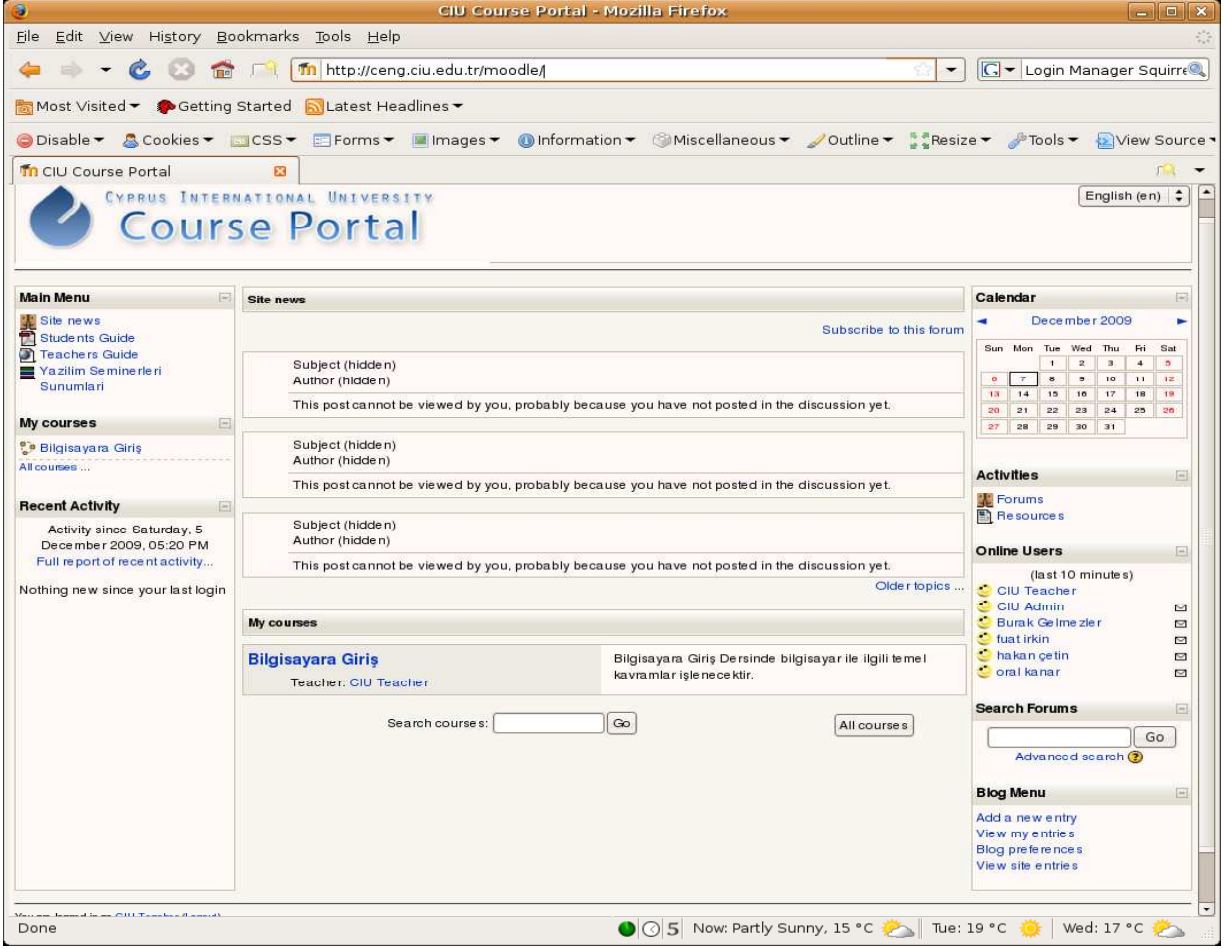 CIU Course Portal - Mozilla Firefox
File Edit View History Bookmarks Tools Help
http://ceng.ciu.edu.tr/moodle/
Login Manager Squirre
Most Visited Getting Started Latest Headlines
Disable Cookies CSS Forms Images Information Miscellaneous Outline Resize Tools View Source
CIU Course Portal
CYPRUS INTERNATIONAL UNIVERSITY
Course Portal
English (en)
Main Menu
Site news
Students Guide
Teachers Guide
Yazilim Seminerleri
Sunumlari
My courses
Bilgisayara Giriş
All courses ...
Recent Activity
Activity since Saturday, 5
December 2009, 05:20 PM
Full report of recent activity...
Nothing new since your last login
Site news
Subscribe to this forum
Subject (hidden)
Author (hidden)
This post cannot be viewed by you, probably because you have not posted in the discussion yet.
Subject (hidden)
Author (hidden)
This post cannot be viewed by you, probably because you have not posted in the discussion yet.
Subject (hidden)
Author (hidden)
This post cannot be viewed by you, probably because you have not posted in the discussion yet.
Older topics ...
My courses
Bilgisayara Giriş
Teacher: CIU Teacher
Bilgisayara Giriş Dersinde bilgisayar ile ilgili temel
kavramlar işlenecektir.
Search courses: Go
All courses
Calendar
December 2009
Sun Mon Tue Wed Thu Fri Sat
1 2 3 4 5
6 7 8 9 10 11 12
13 14 15 16 17 18 19
20 21 22 23 24 25 26
27 28 29 30 31
Activities
Forums
Resources
Online Users
(last 10 minutes)
CIU Teacher
CIU Admin
Burak Gelmezler
fuat irkin
hakan çetin
oral kanar
Search Forums
Go
Advanced search ?
Blog Menu
Add a new entry
View my entries
Blog preferences
View site entries
Done
5 Now: Partly Sunny, 15 °C Tue: 19 °C Wed: 17 °C